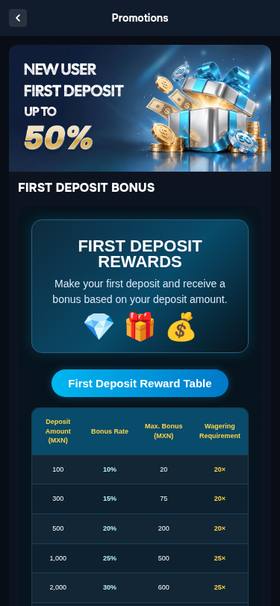 Promotions
NEW USER
FIRST DEPOSIT
UP TO
50%
FIRST DEPOSIT BONUS
FIRST DEPOSIT
REWARDS
Make your first deposit and receive a
bonus based on your deposit amount.
First Deposit Reward Table
Deposit Amount (MXN) Bonus Rate Max. Bonus (MXN) Wagering Requirement
100 10% 20 20×
300 15% 75 20×
500 20% 200 20×
1,000 25% 500 25×
2,000 30% 600 25×